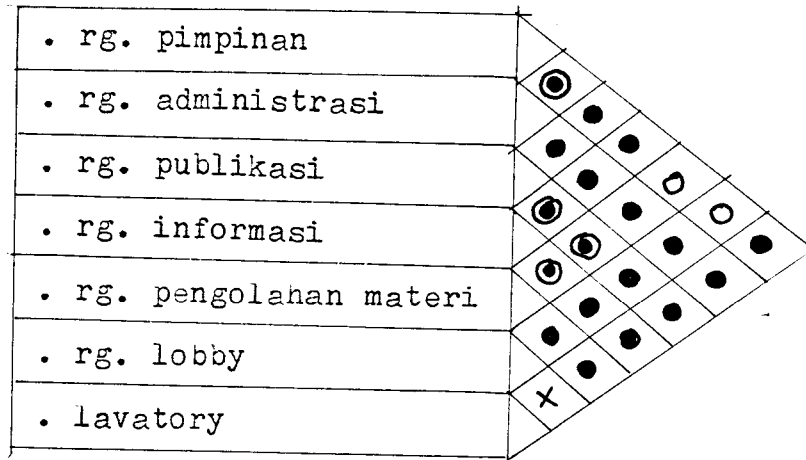 . rg. pimpinan
. rg. administrasi
. rg. publikasi
. rg. informasi
. rg. pengolahan materi
. rg. lobby
. lavatory